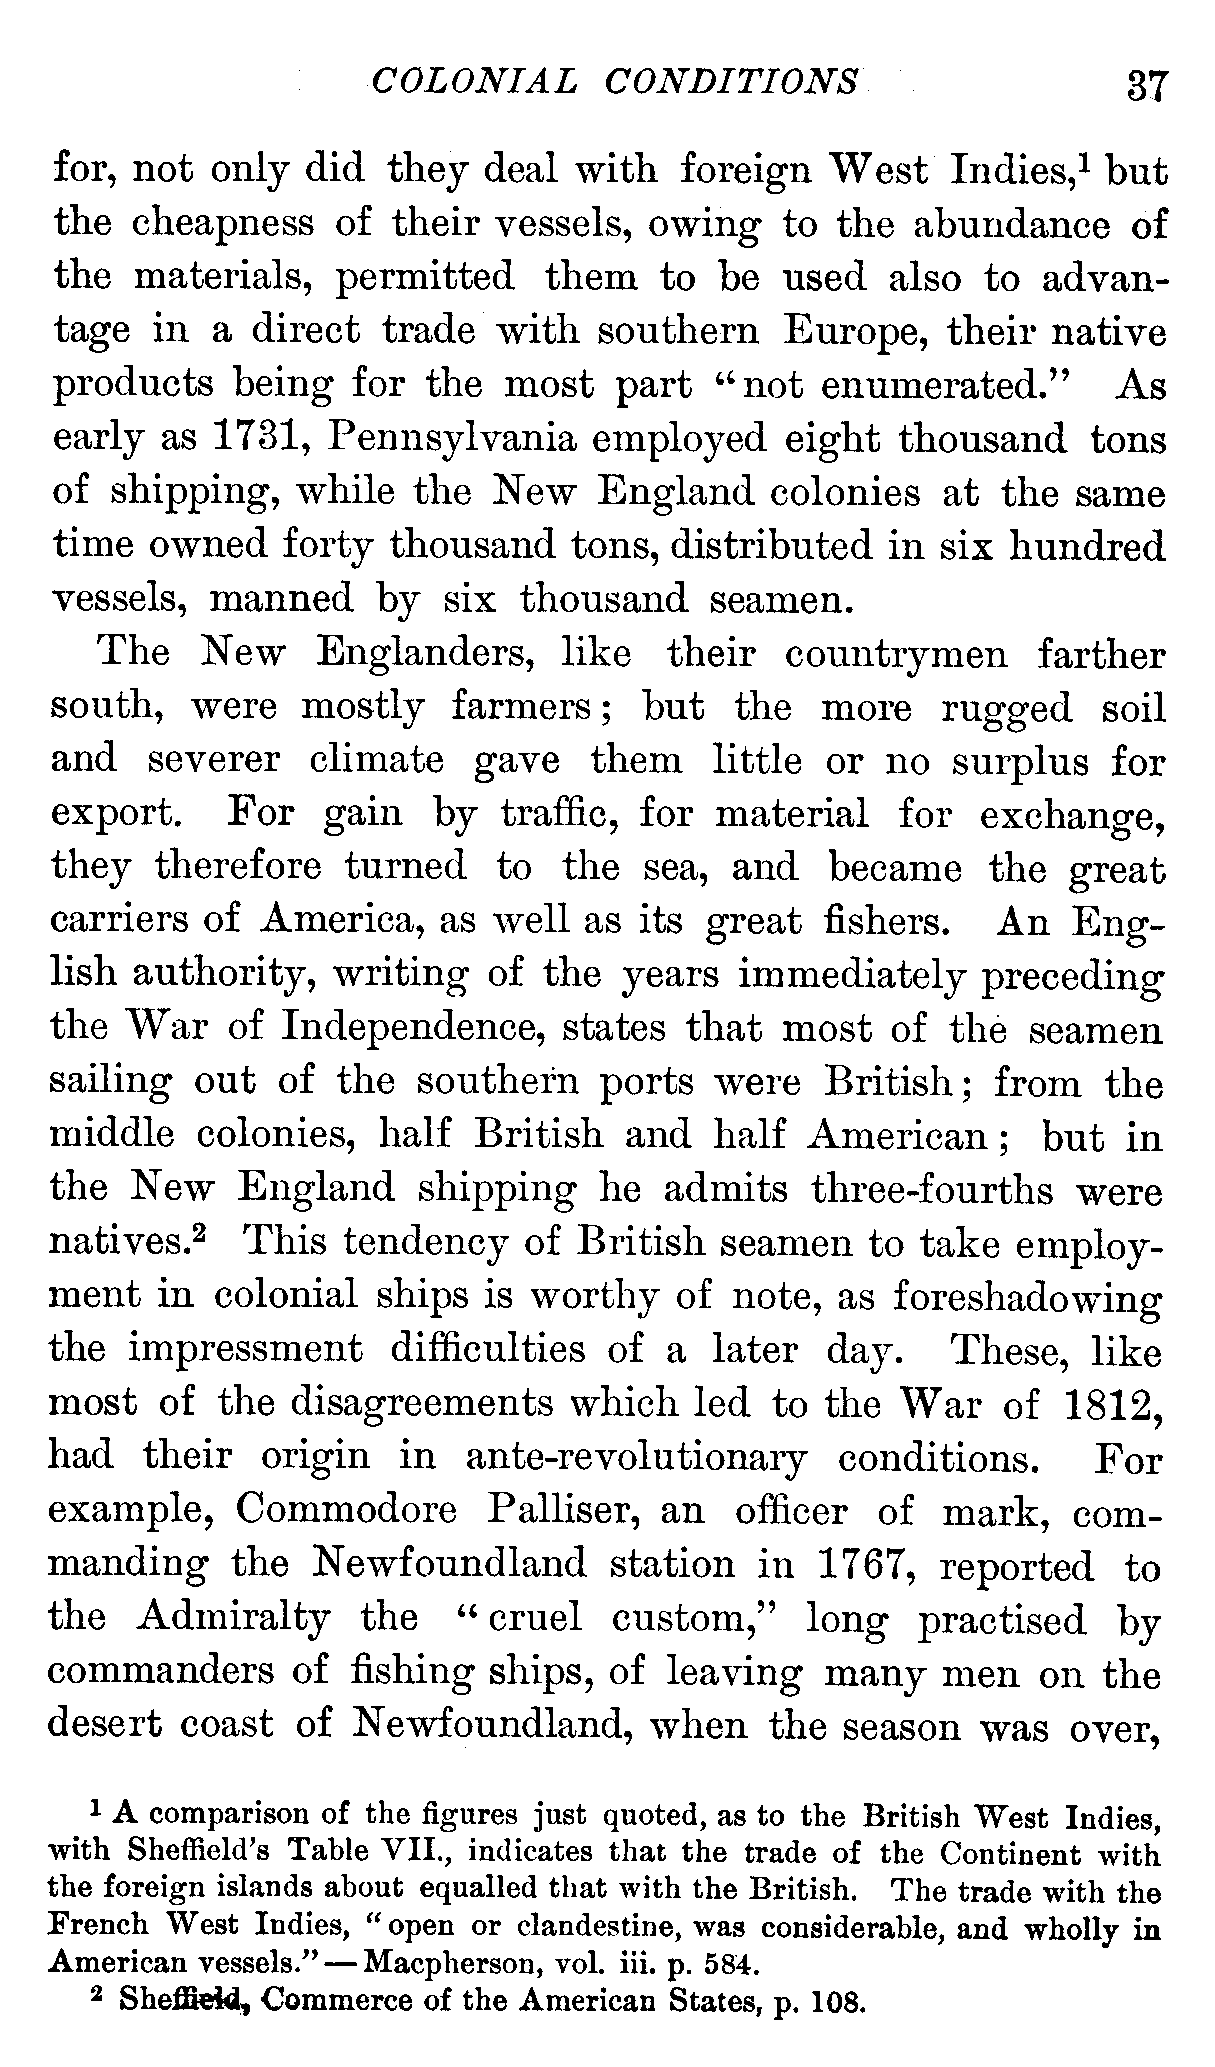 COLONIAL CONDITIONS 37
for, not only did they deal with foreign West Indies,¹ but
the cheapness of their vessels, owing to the abundance of
the materials, permitted them to be used also to advan-
tage in a direct trade with southern Europe, their native
products being for the most part “not enumerated.” As
early as 1731, Pennsylvania employed eight thousand tons
of shipping, while the New England colonies at the same
time owned forty thousand tons, distributed in six hundred
vessels, manned by six thousand seamen.
The New Englanders, like their countrymen farther
south, were mostly farmers; but the more rugged soil
and severer climate gave them little or no surplus for
export. For gain by traffic, for material for exchange,
they therefore turned to the sea, and became the great
carriers of America, as well as its great fishers. An Eng-
lish authority, writing of the years immediately preceding
the War of Independence, states that most of the seamen
sailing out of the southern ports were British; from the
middle colonies, half British and half American; but in
the New England shipping he admits three-fourths were
natives.² This tendency of British seamen to take employ-
ment in colonial ships is worthy of note, as foreshadowing
the impressment difficulties of a later day. These, like
most of the disagreements which led to the War of 1812,
had their origin in ante-revolutionary conditions. For
example, Commodore Palliser, an officer of mark, com-
manding the Newfoundland station in 1767, reported to
the Admiralty the “cruel custom,” long practised by
commanders of fishing ships, of leaving many men on the
desert coast of Newfoundland, when the season was over,
¹ A comparison of the figures just quoted, as to the British West Indies,
with Sheffield’s Table VII., indicates that the trade of the Continent with
the foreign islands about equalled that with the British. The trade with the
French West Indies, “open or clandestine, was considerable, and wholly in
American vessels.”—Macpherson, vol. iii. p. 584.
² Sheffield, Commerce of the American States, p. 108.